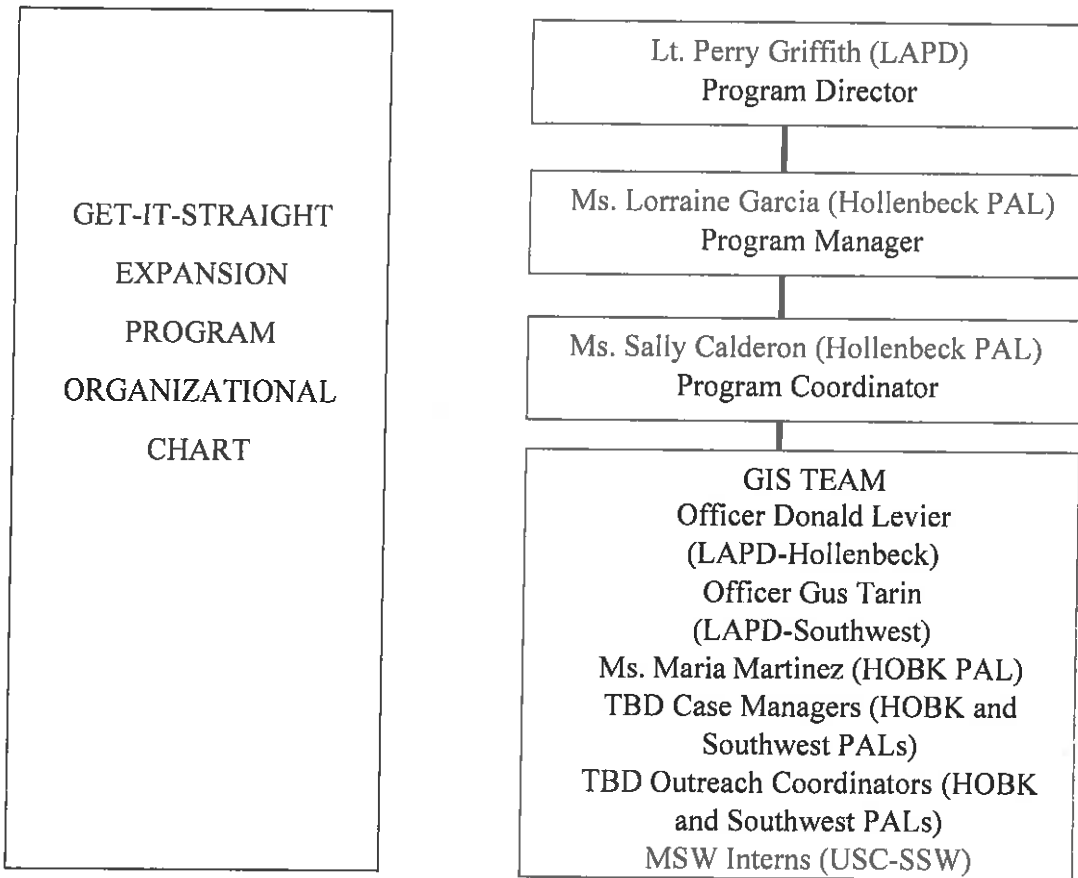 GET-IT-STRAIGHT
EXPANSION
PROGRAM
ORGANIZATIONAL
CHART
Lt. Perry Griffith (LAPD)
Program Director
Ms. Lorraine Garcia (Hollenbeck PAL)
Program Manager
Ms. Sally Calderon (Hollenbeck PAL)
Program Coordinator
GIS TEAM
Officer Donald Levier
(LAPD-Hollenbeck)
Officer Gus Tarin
(LAPD-Southwest)
Ms. Maria Martinez (HOBK PAL)
TBD Case Managers (HOBK and
Southwest PALs)
TBD Outreach Coordinators (HOBK
and Southwest PALs)
MSW Interns (USC-SSW)